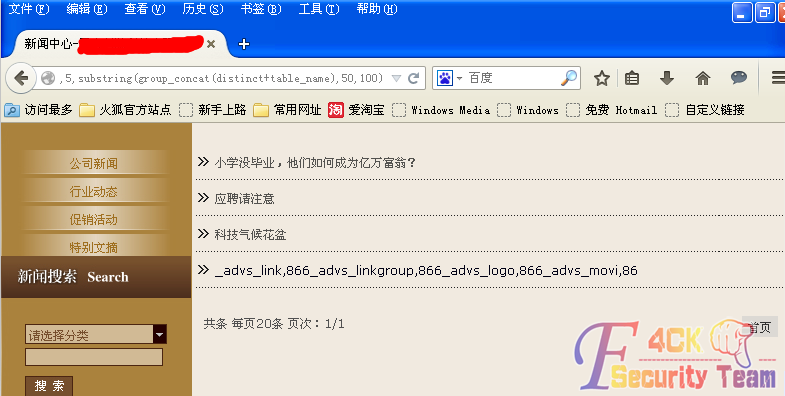 文件(F) 编辑(E) 查看(V) 历史(S) 书签(B) 工具(T) 帮助(H)
新闻中心-
,5,substring(group_concat(distinct+table_name),50,100)
百度
访问最多 火狐官方站点 新手上路 常用网址 淘 爱淘宝 Windows Media Windows 免费 Hotmail 自定义链接
公司新闻
行业动态
促销活动
特别文摘
新闻搜索 Search
请选择分类
搜 索
小学没毕业，他们如何成为亿万富翁？
应聘请注意
科技气候花盆
_advs_link,866_advs_linkgroup,866_advs_logo,866_advs_movi,86
共条 每页20条 页次：1/1
首页
F4CK
Security Team